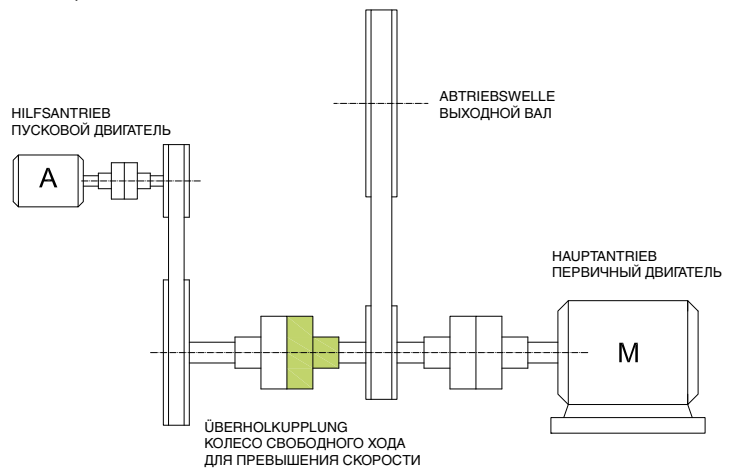 HILFSANTRIEB
ПУСКОВОЙ ДВИГАТЕЛЬ
A
ABTRIEBSWELLE
ВЫХОДНОЙ ВАЛ
HAUPTANTRIEB
ПЕРВИЧНЫЙ ДВИГАТЕЛЬ
M
ÜBERHOLKUPPLUNG
КОЛЕСО СВОБОДНОГО ХОДА
ДЛЯ ПРЕВЫШЕНИЯ СКОРОСТИ